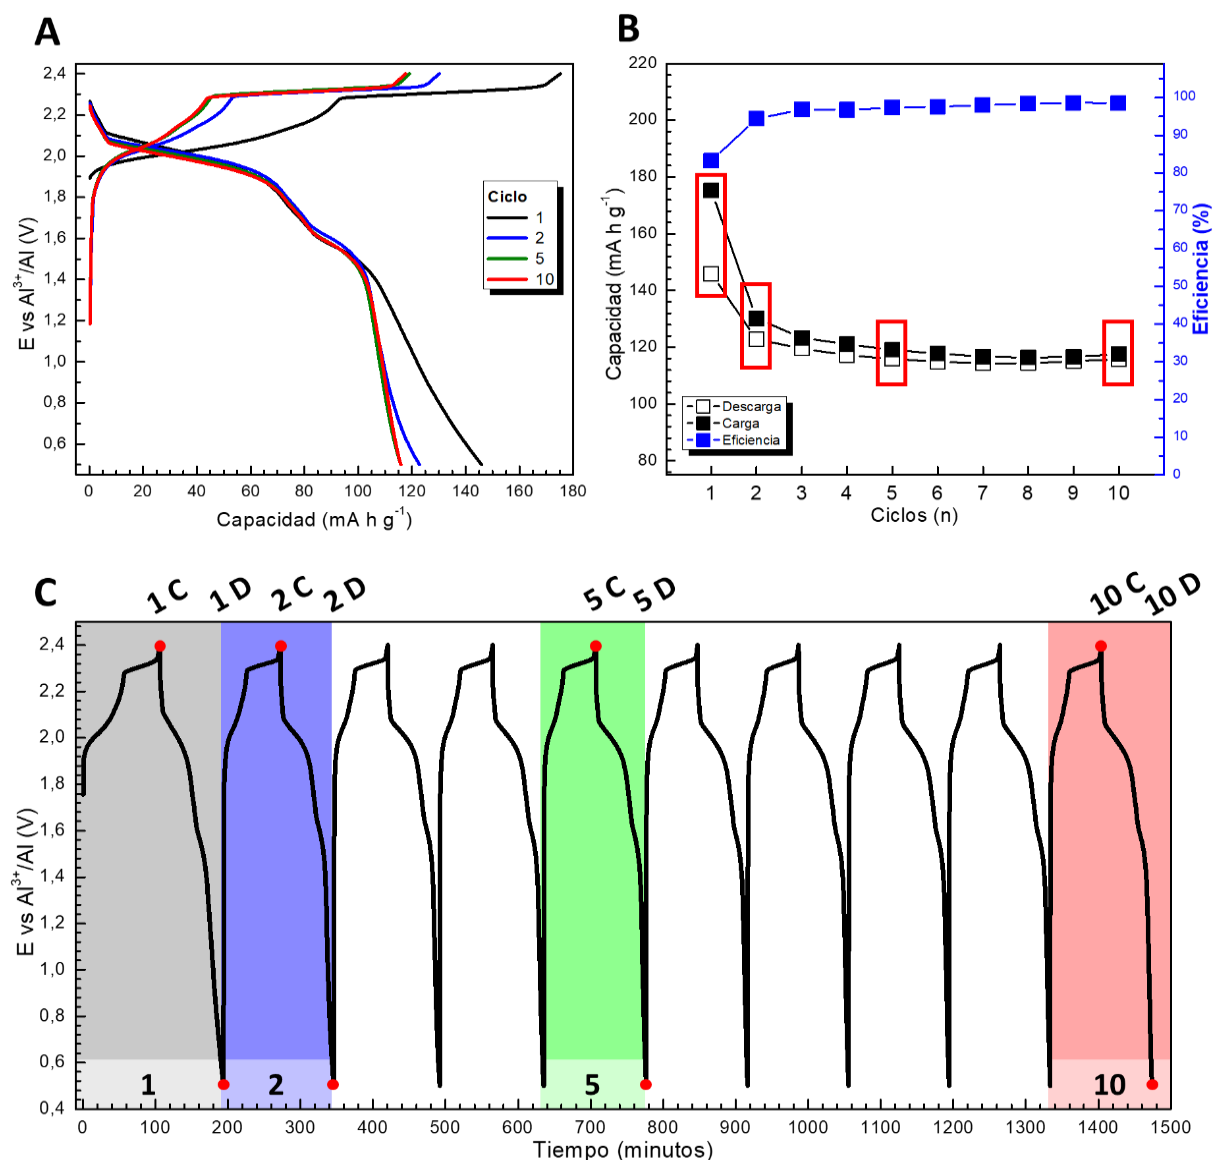 A
2,4
2,2
2,0
1,8
1,6
1,4
1,2
1,0
0,8
0,6
E vs Al³⁺/Al (V)
Ciclo
1
2
5
10
0 20 40 60 80 100 120 140 160 180
Capacidad (mA h g⁻¹)
B
220
200
180
160
140
120
100
80
Capacidad (mA h g⁻¹)
100
90
80
70
60
50
40
30
20
10
0
Eficiencia (%)
Descarga
Carga
Eficiencia
1 2 3 4 5 6 7 8 9 10
Ciclos (n)
C
1 C 1 D 2 C 2 D 5 C 5 D 10 C 10 D
2,4
2,2
2,0
1,8
1,6
1,4
1,2
1,0
0,8
0,6
0,4
E vs Al³⁺/Al (V)
1 2 5 10
0 100 200 300 400 500 600 700 800 900 1000 1100 1200 1300 1400 1500
Tiempo (minutos)